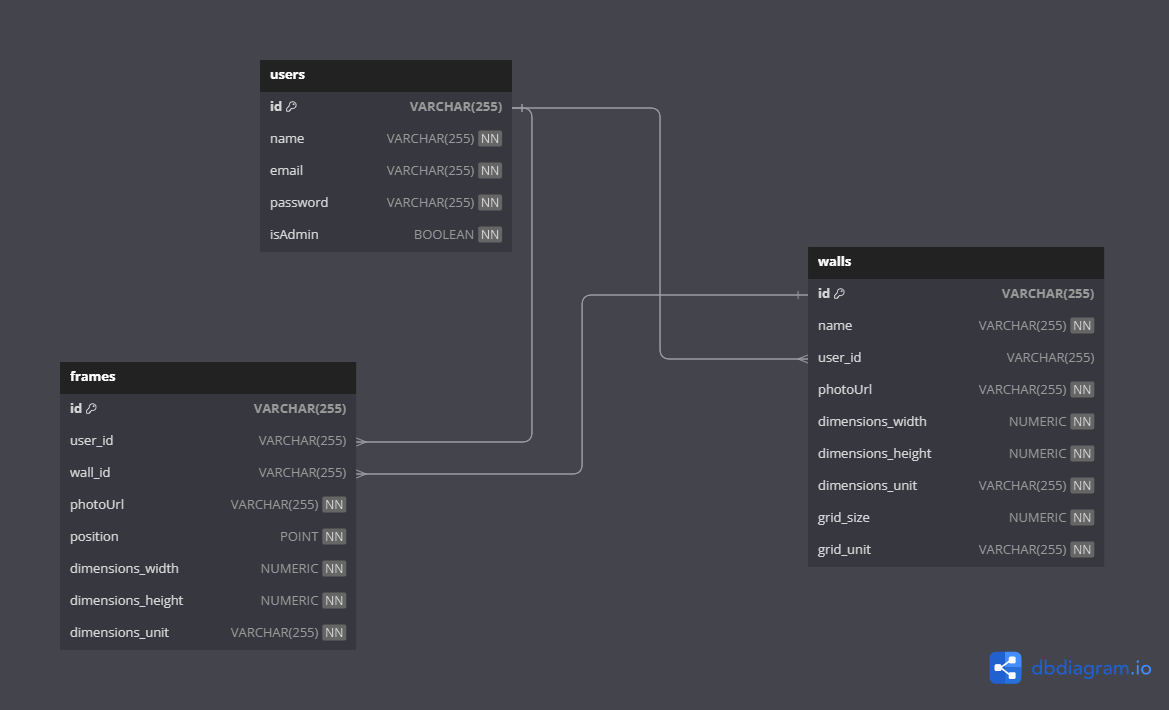 users
id VARCHAR(255)
name VARCHAR(255) NN
email VARCHAR(255) NN
password VARCHAR(255) NN
isAdmin BOOLEAN NN
walls
id VARCHAR(255)
name VARCHAR(255) NN
user_id VARCHAR(255)
photoUrl VARCHAR(255) NN
dimensions_width NUMERIC NN
dimensions_height NUMERIC NN
dimensions_unit VARCHAR(255) NN
grid_size NUMERIC NN
grid_unit VARCHAR(255) NN
frames
id VARCHAR(255)
user_id VARCHAR(255)
wall_id VARCHAR(255)
photoUrl VARCHAR(255) NN
position POINT NN
dimensions_width NUMERIC NN
dimensions_height NUMERIC NN
dimensions_unit VARCHAR(255) NN
dbdiagram.io